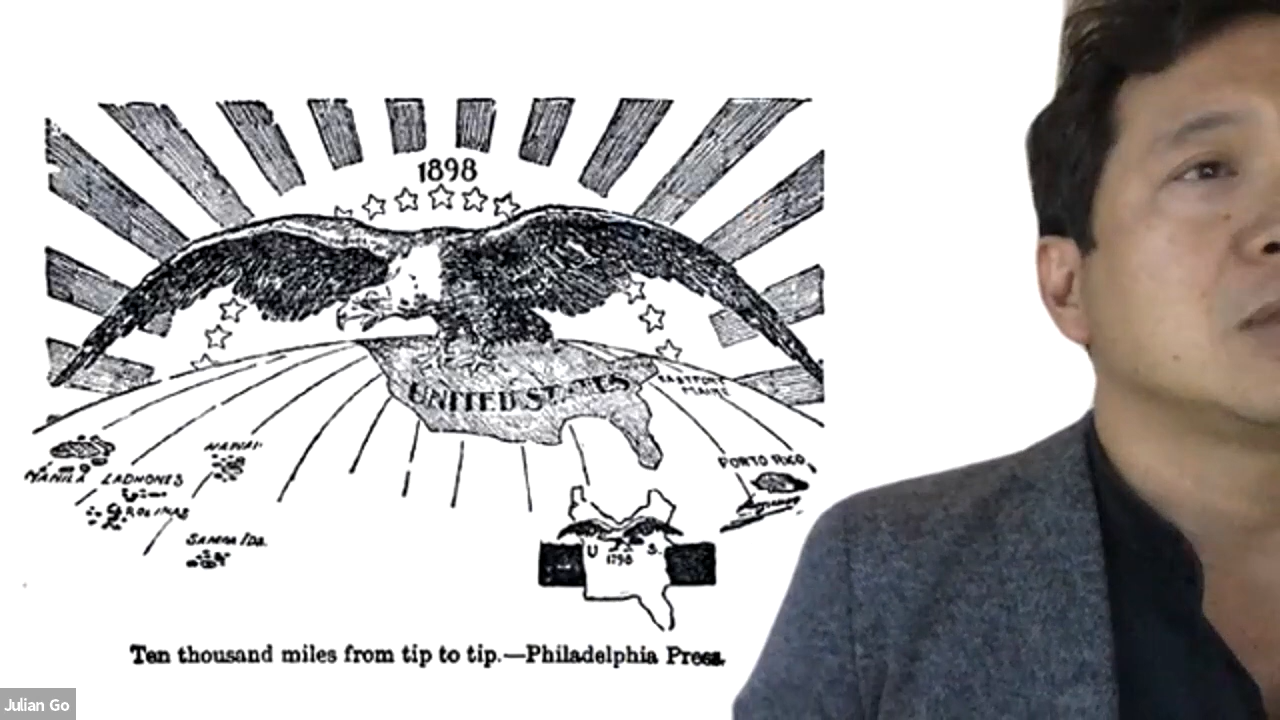 1898
UNITED STATES
EASTPORT
MAINE
HAWAII
MANILA
LADRONES
CAROLINAS
SAMOA IDS.
PORTO RICO
U S.
1798
Ten thousand miles from tip to tip.—Philadelphia Press.
Julian Go